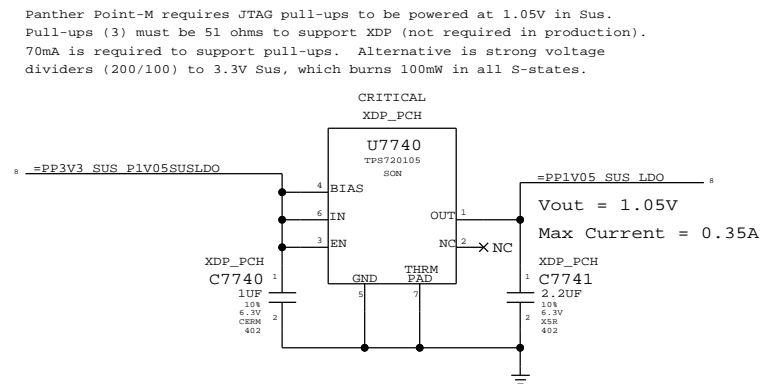 Panther Point-M requires JTAG pull-ups to be powered at 1.05V in Sus.
Pull-ups (3) must be 51 ohms to support XDP (not required in production).
70mA is required to support pull-ups.  Alternative is strong voltage
dividers (200/100) to 3.3V Sus, which burns 100mW in all S-states.
CRITICAL
XDP_PCH
U7740
TPS720105
SON
8 =PP3V3_SUS_P1V05SUSLDO
=PP1V05_SUS_LDO 8
4 BIAS
6 IN
3 EN
OUT 1
NC 2 NC
GND
5
THRM
PAD
7
Vout = 1.05V
Max Current = 0.35A
XDP_PCH
C7740 1
1UF
10%
6.3V
CERM 2
402
XDP_PCH
1 C7741
2.2UF
10%
6.3V
2 X5R
402